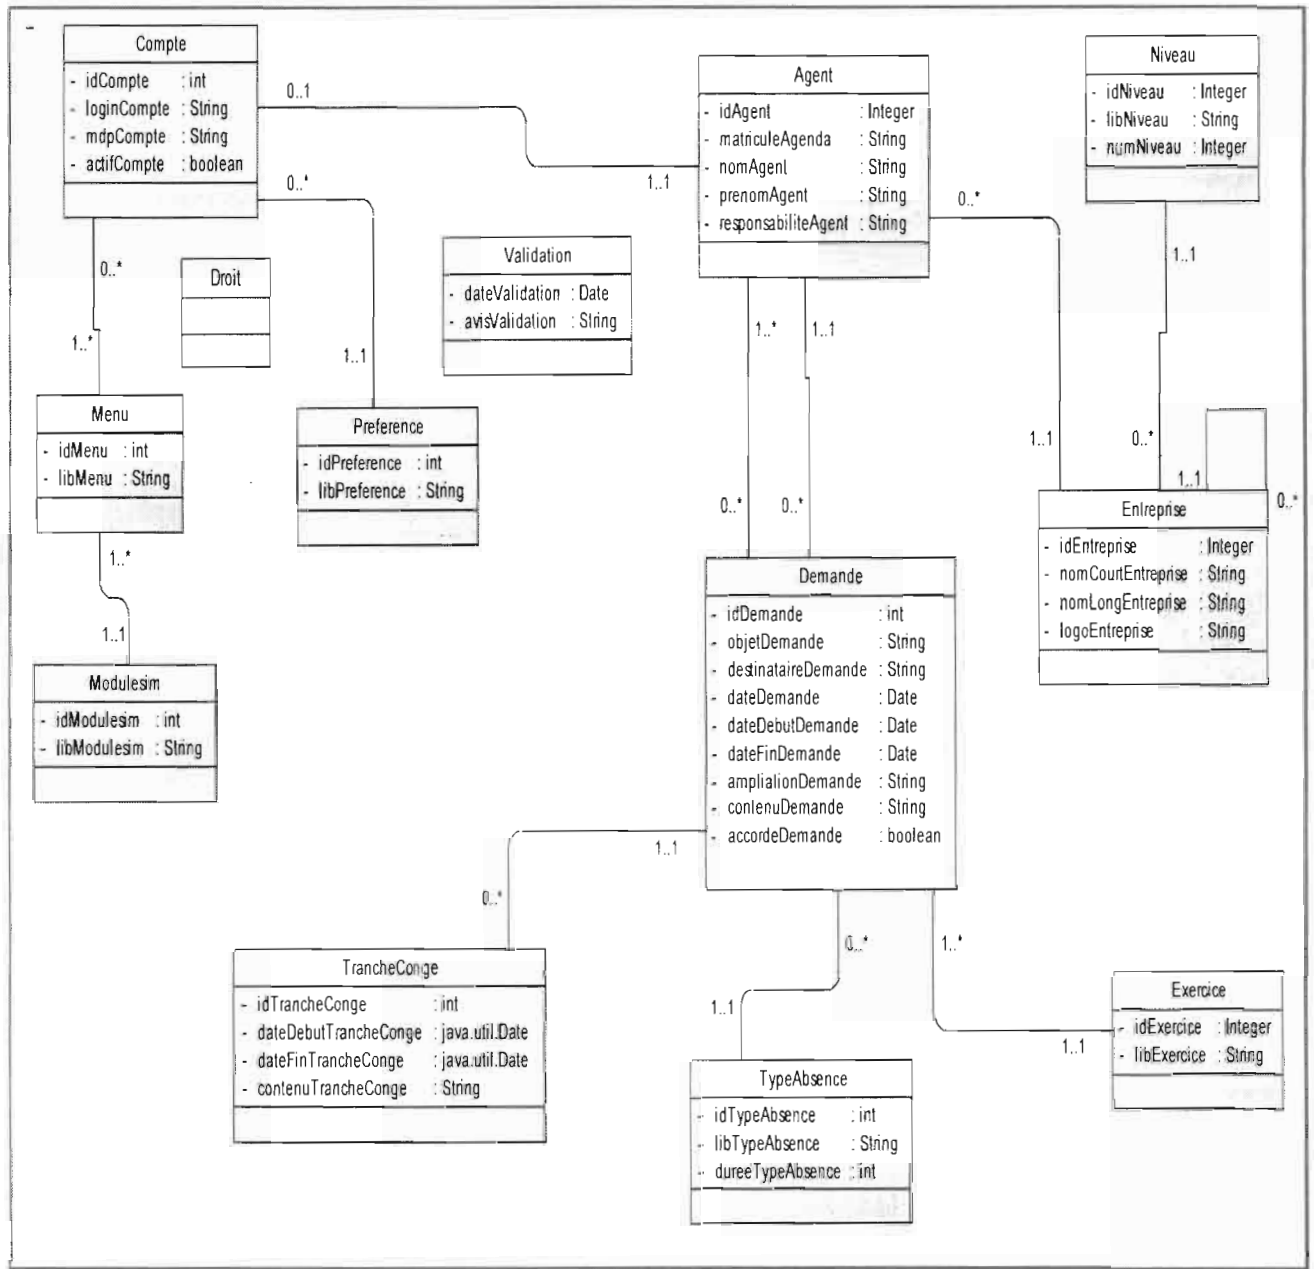 Compte
- idCompte : int
- loginCompte : String
- mdpCompte : String
- actifCompte : boolean
0..1
1..1
0..*
1..1
0..*
1..*
Agent
- idAgent : Integer
- matriculeAgenda : String
- nomAgent : String
- prenomAgent : String
- responsabiliteAgent : String
0..*
1..1
1..*
1..1
0..*
0..*
Niveau
- idNiveau : Integer
- libNiveau : String
- numNiveau : Integer
1..1
0..*
Droit
Validation
- dateValidation : Date
- avisValidation : String
Menu
- idMenu : int
- libMenu : String
1..*
1..1
Preference
- idPreference : int
- libPreference : String
1..1
0..*
Entreprise
- idEntreprise : Integer
- nomCourtEntreprise : String
- nomLongEntreprise : String
- logoEntreprise : String
Modulesim
- idModulesim : int
- libModulesim : String
Demande
- idDemande : int
- objetDemande : String
- destinataireDemande : String
- dateDemande : Date
- dateDebutDemande : Date
- dateFinDemande : Date
- amplialionDemande : String
- contenuDemande : String
- accordeDemande : boolean
1..1
0..*
0..*
1..1
1..*
1..1
TrancheConge
- idTrancheConge : int
- dateDebutTrancheConge : java.util.Date
- dateFinTrancheConge : java.util.Date
- contenuTrancheConge : String
TypeAbsence
- idTypeAbsence : int
- libTypeAbsence : String
- dureeTypeAbsence : int
Exercice
- idExercice : Integer
- libExercice : String